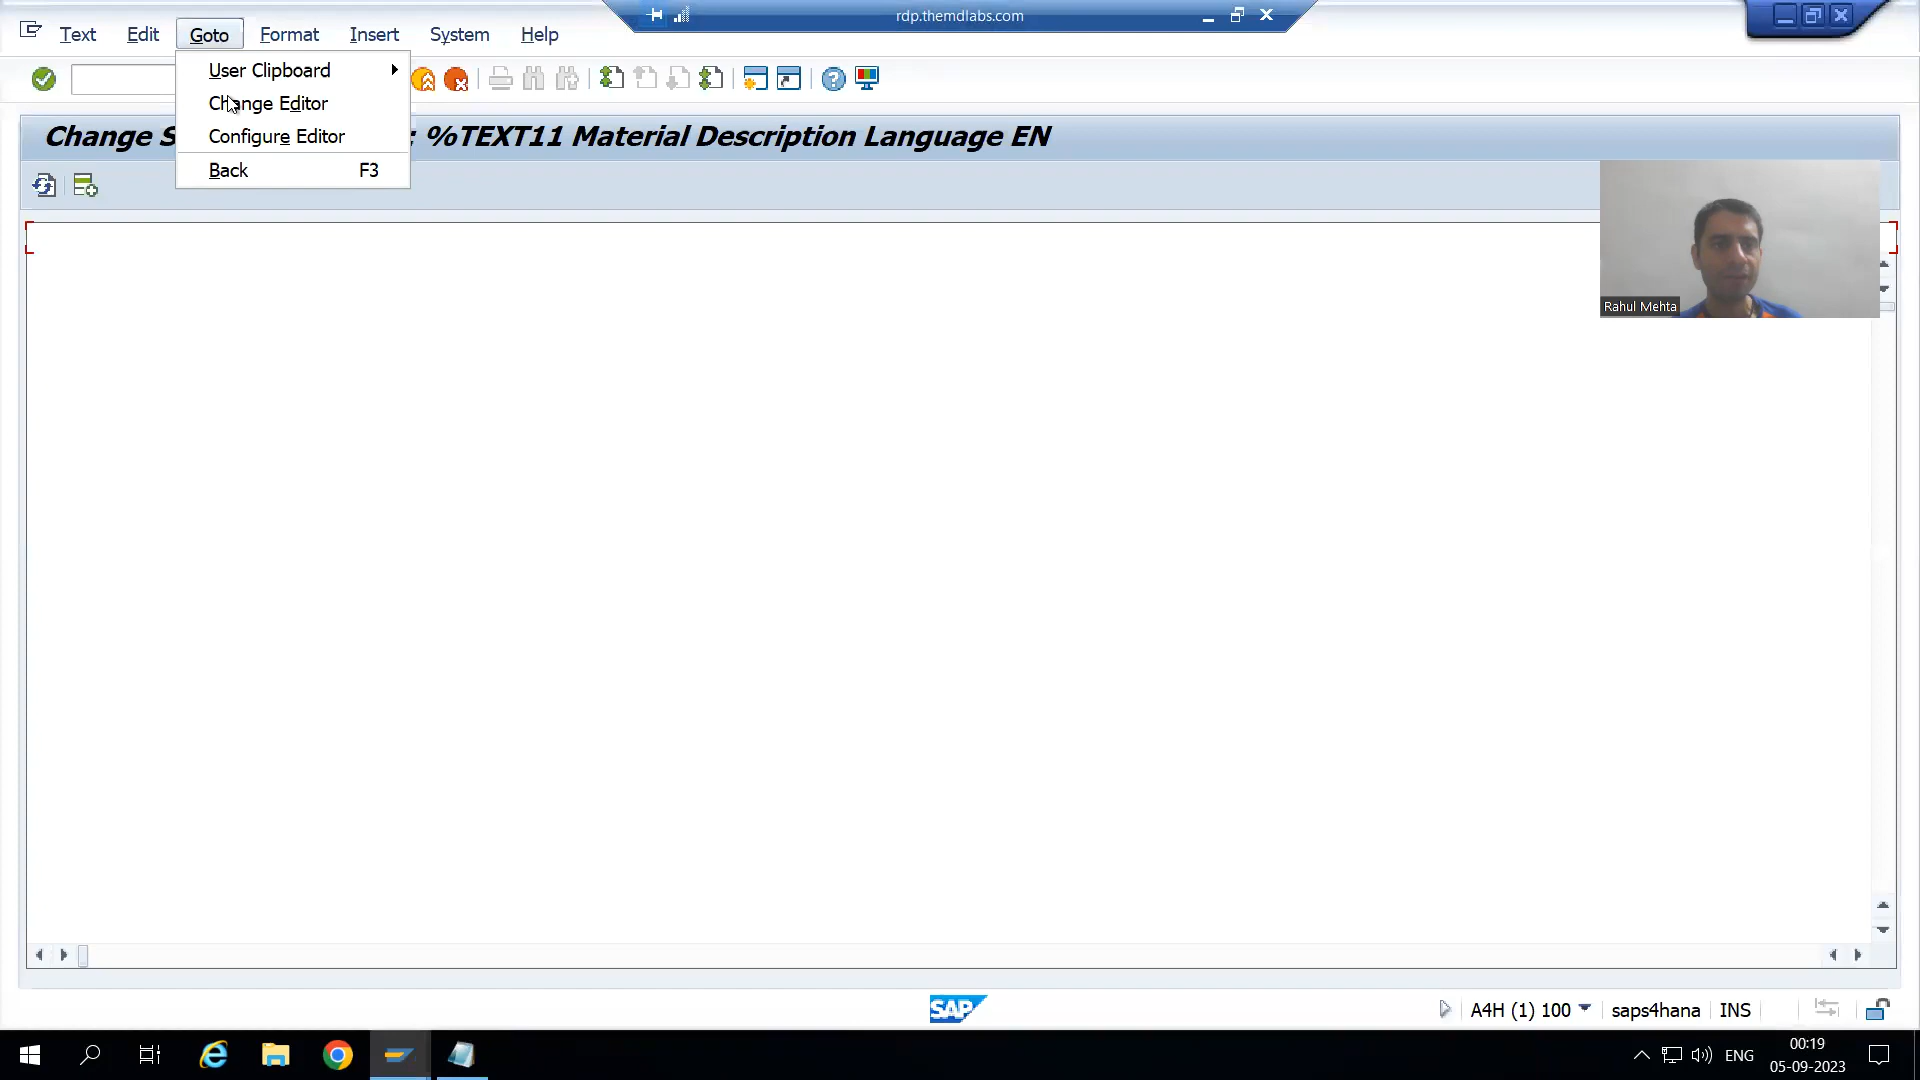 rdp.themdlabs.com
Text Edit Goto Format Insert System Help
User Clipboard
Change Editor
Configure Editor
Back F3
Change S : %TEXT11 Material Description Language EN
Rahul Mehta
SAP
A4H (1) 100 saps4hana INS
ENG
00:19
05-09-2023